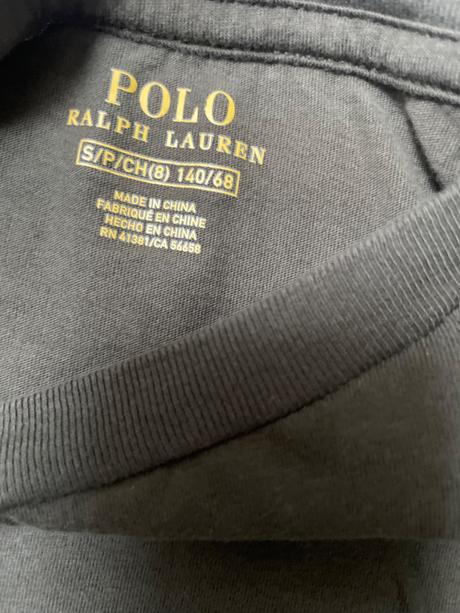 POLO
RALPH LAUREN
S/P/CH(8) 140/68
MADE IN CHINA
FABRIQUÉ EN CHINE
HECHO EN CHINA
RN 41381/CA 56658